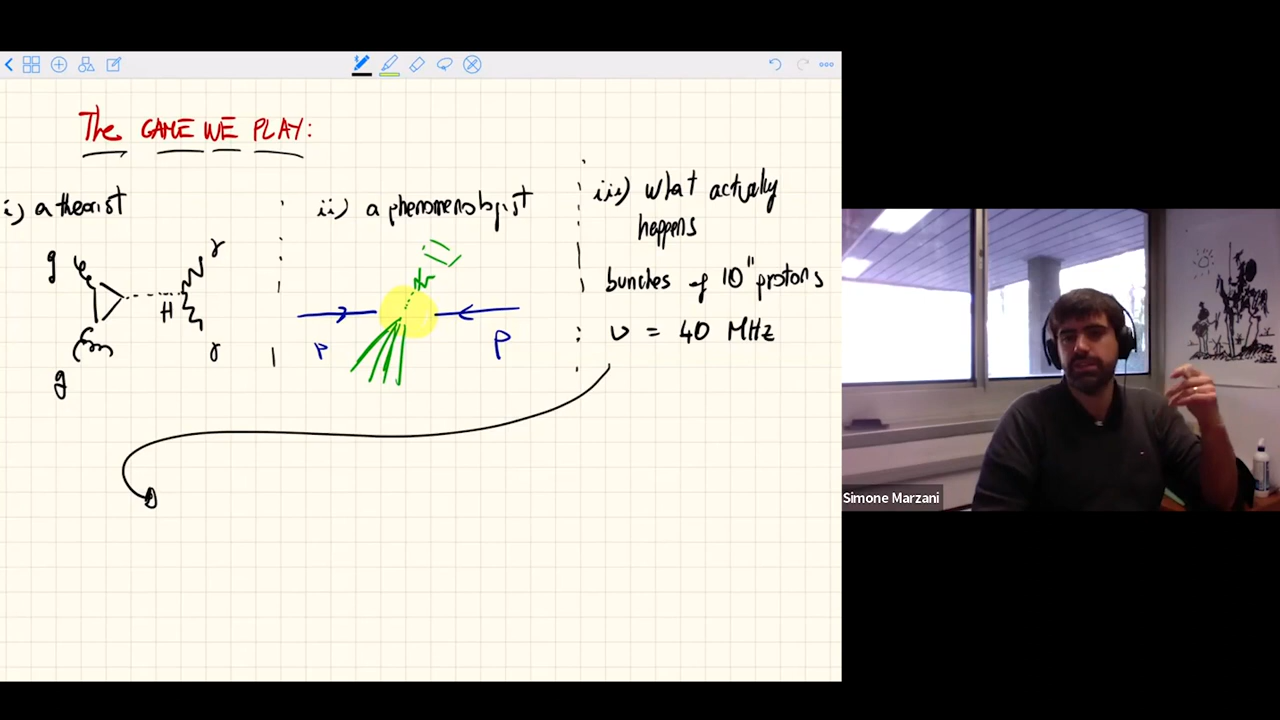 The GAME WE PLAY:
i) a theorist
g
γ
H
g
γ
ii) a phenomenologist
P
P
iii) what actually
happens
bunches of 10¹¹ protons
ν = 40 MHz
Simone Marzani